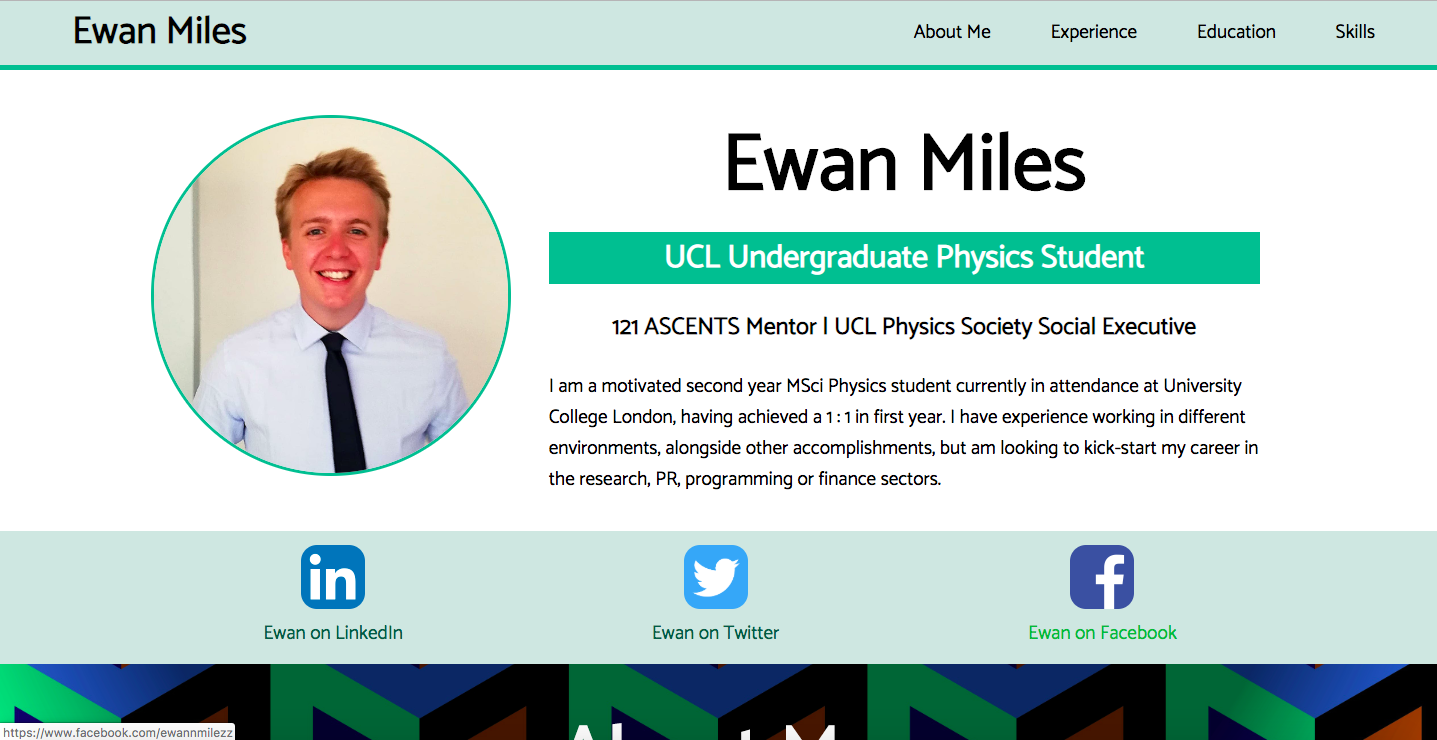 Ewan Miles
About Me
Experience
Education
Skills
Ewan Miles
UCL Undergraduate Physics Student
121 ASCENTS Mentor | UCL Physics Society Social Executive
I am a motivated second year MSci Physics student currently in attendance at University
College London, having achieved a 1 : 1 in first year. I have experience working in different
environments, alongside other accomplishments, but am looking to kick-start my career in
the research, PR, programming or finance sectors.
in
Ewan on LinkedIn
Ewan on Twitter
f
Ewan on Facebook
https://www.facebook.com/ewannmilezz